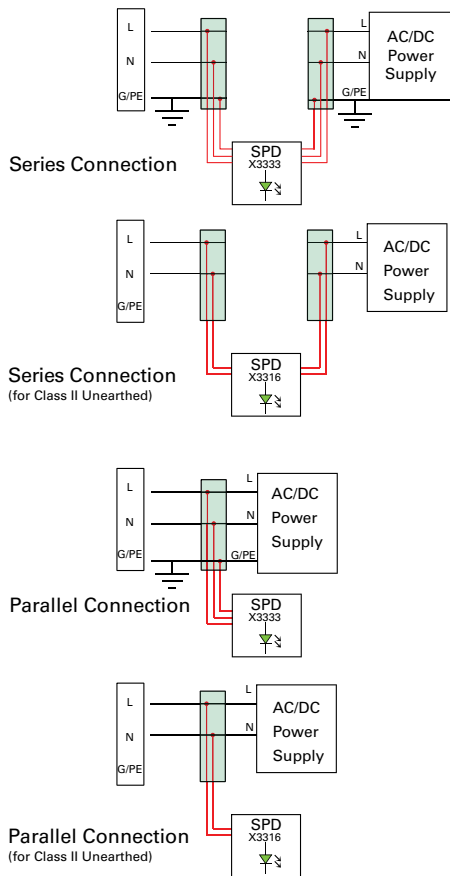 L
N
G/PE
L
N
G/PE
AC/DC
Power
Supply
SPD
X3333
Series Connection
L
N
G/PE
L
N
AC/DC
Power
Supply
SPD
X3316
Series Connection
(for Class II Unearthed)
L
N
G/PE
L
N
G/PE
AC/DC
Power
Supply
SPD
X3333
Parallel Connection
L
N
G/PE
L
N
AC/DC
Power
Supply
SPD
X3316
Parallel Connection
(for Class II Unearthed)